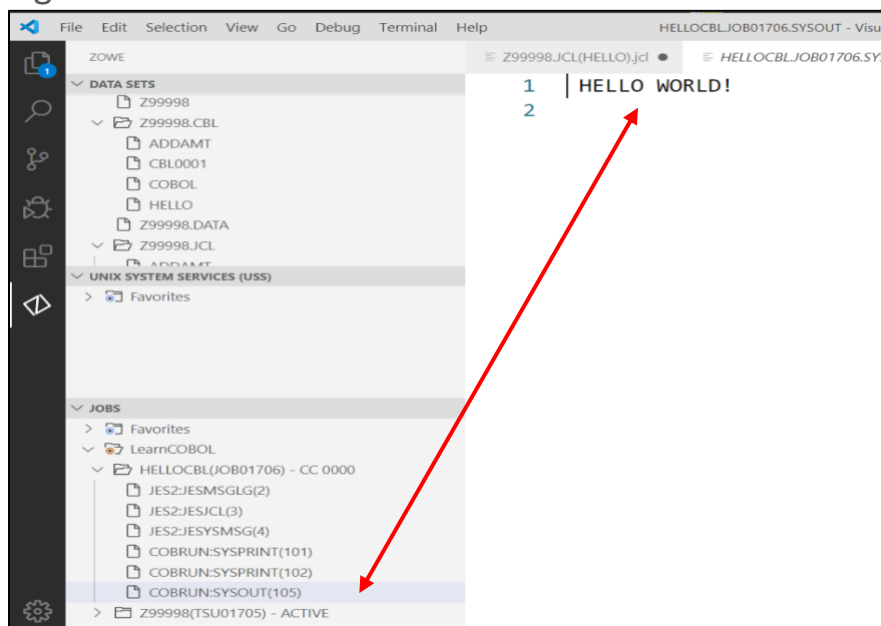 File Edit Selection View Go Debug Terminal Help HELLOCBL.JOB01706.SYSOUT - Visu
ZOWE
Z99998.JCL(HELLO).jcl ● HELLOCBL.JOB01706.SY
DATA SETS
Z99998
Z99998.CBL
ADDAMT
CBL0001
COBOL
HELLO
Z99998.DATA
Z99998.JCL
ADDAMT
UNIX SYSTEM SERVICES (USS)
Favorites
JOBS
Favorites
LearnCOBOL
HELLOCBL(JOB01706) - CC 0000
JES2:JESMSGLG(2)
JES2:JESJCL(3)
JES2:JESYSMSG(4)
COBRUN:SYSPRINT(101)
COBRUN:SYSPRINT(102)
COBRUN:SYSOUT(105)
Z99998(TSU01705) - ACTIVE
1 HELLO WORLD!
2
1